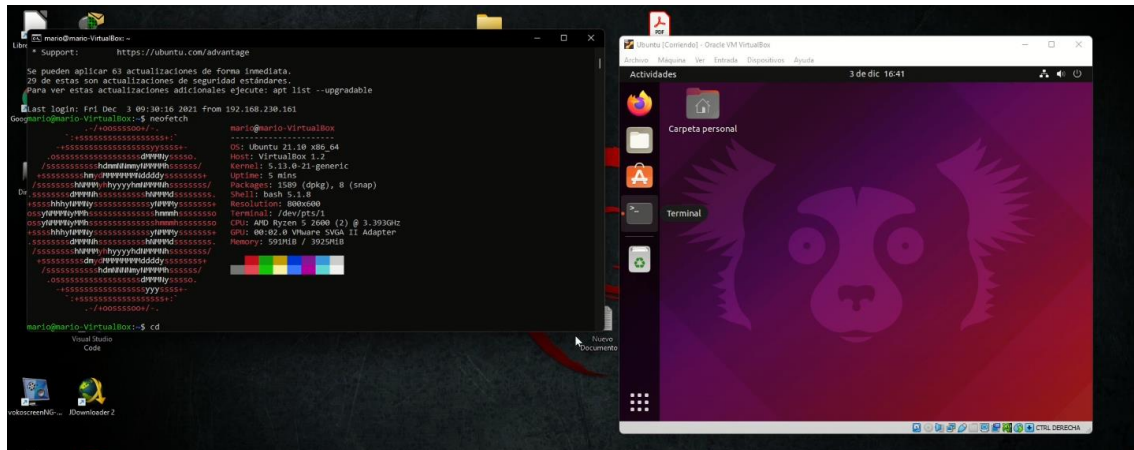 mario@mario-VirtualBox: ~
* Support: https://ubuntu.com/advantage
Se pueden aplicar 63 actualizaciones de forma inmediata.
29 de estas son actualizaciones de seguridad estándares.
Para ver estas actualizaciones adicionales ejecute: apt list --upgradable
Last login: Fri Dec 3 09:30:16 2021 from 192.168.230.161
mario@mario-VirtualBox:~$ neofetch
mario@mario-VirtualBox
-----------------------
OS: Ubuntu 21.10 x86_64
Host: VirtualBox 1.2
Kernel: 5.13.0-21-generic
Uptime: 5 mins
Packages: 1589 (dpkg), 8 (snap)
Shell: bash 5.1.8
Resolution: 800x600
Terminal: /dev/pts/1
CPU: AMD Ryzen 5 2600 (2) @ 3.393GHz
GPU: 00:02.0 VMware SVGA II Adapter
Memory: 591MiB / 3925MiB
mario@mario-VirtualBox:~$ cd
Visual Studio
Code
Nuevo
Documento
vokoscreenNG-...
JDownloader 2
PDF
Ubuntu [Corriendo] - Oracle VM VirtualBox
Archivo Máquina Ver Entrada Dispositivos Ayuda
Actividades
3 de dic 16:41
Carpeta personal
Terminal
CTRL DERECHA